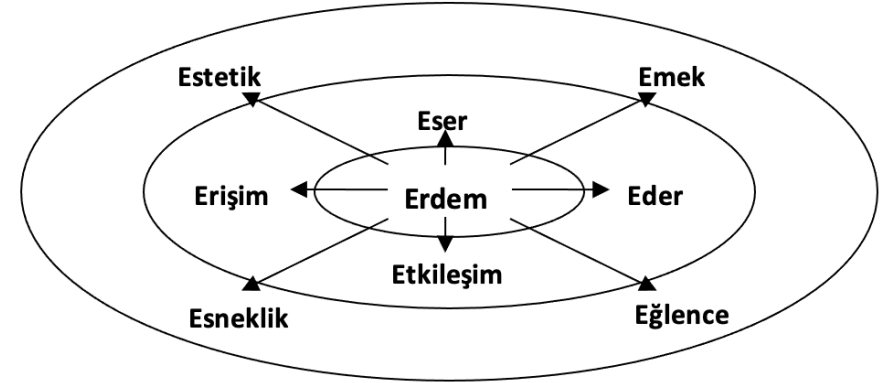 Estetik
Emek
Eser
Erişim
Erdem
Eder
Etkileşim
Esneklik
Eğlence